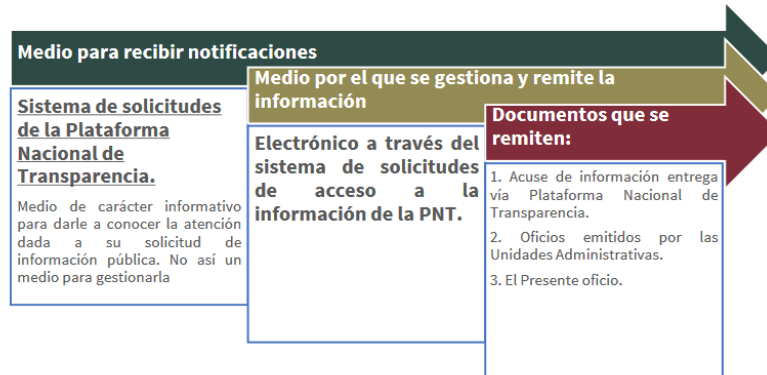 Medio para recibir notificaciones
Sistema de solicitudes
de la Plataforma
Nacional de
Transparencia.
Medio de carácter informativo
para darle a conocer la atención
dada a su solicitud de
información pública. No así un
medio para gestionarla
Medio por el que se gestiona y remite la
información
Electrónico a través del
sistema de solicitudes
de acceso a la
información de la PNT.
Documentos que se
remiten:
1. Acuse de información entrega
vía Plataforma Nacional de
Transparencia.
2. Oficios emitidos por las
Unidades Administrativas.
3. El Presente oficio.